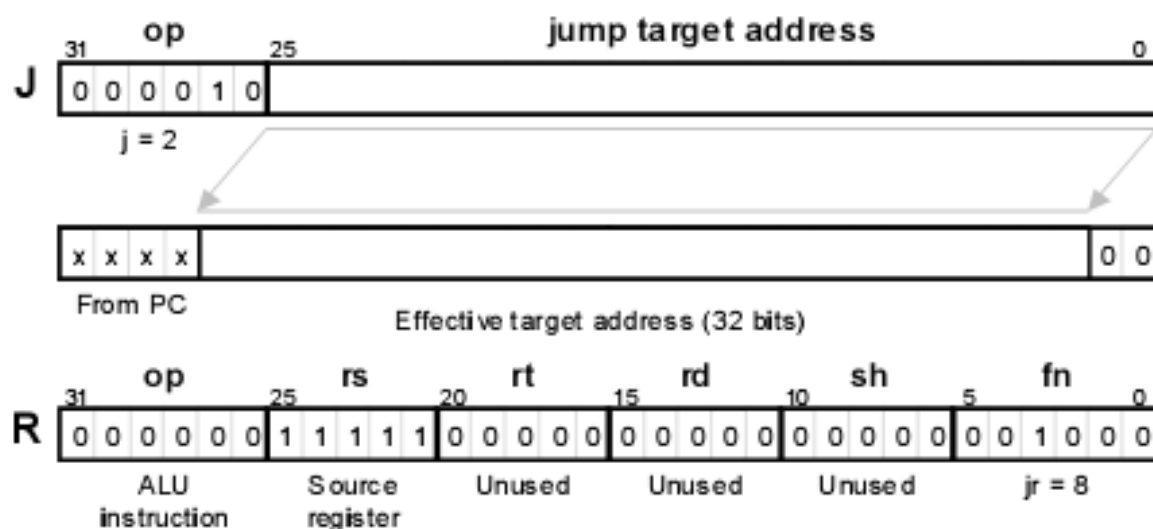 op jump target address
31 25 0
J 0 0 0 0 1 0
j = 2
x x x x 0 0
From PC
Effective target address (32 bits)
op rs rt rd sh fn
31 25 20 15 10 5 0
R 0 0 0 0 0 0 1 1 1 1 1 0 0 0 0 0 0 0 0 0 0 0 0 0 0 0 0 0 1 0 0 0
ALU Source Unused Unused Unused jr = 8
instruction register